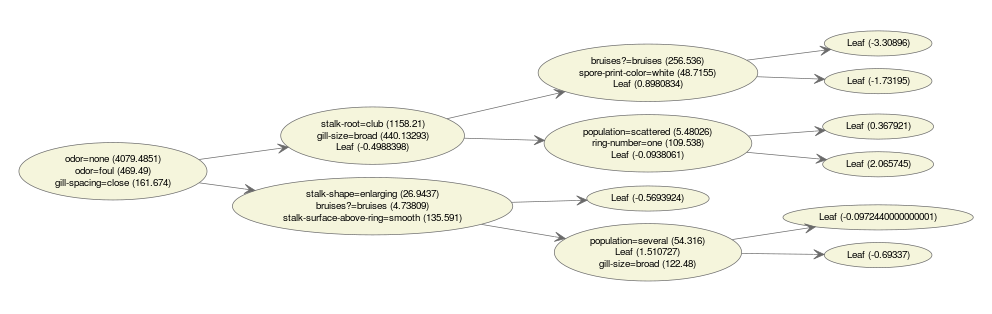 odor=none (4079.4851)
odor=foul (469.49)
gill-spacing=close (161.674)
stalk-root=club (1158.21)
gill-size=broad (440.13293)
Leaf (-0.4988398)
stalk-shape=enlarging (26.9437)
bruises?=bruises (4.73809)
stalk-surface-above-ring=smooth (135.591)
bruises?=bruises (256.536)
spore-print-color=white (48.7155)
Leaf (0.8980834)
population=scattered (5.48026)
ring-number=one (109.538)
Leaf (-0.0938061)
Leaf (-0.5693924)
population=several (54.316)
Leaf (1.510727)
gill-size=broad (122.48)
Leaf (-3.30896)
Leaf (-1.73195)
Leaf (0.367921)
Leaf (2.065745)
Leaf (-0.0972440000000001)
Leaf (-0.69337)